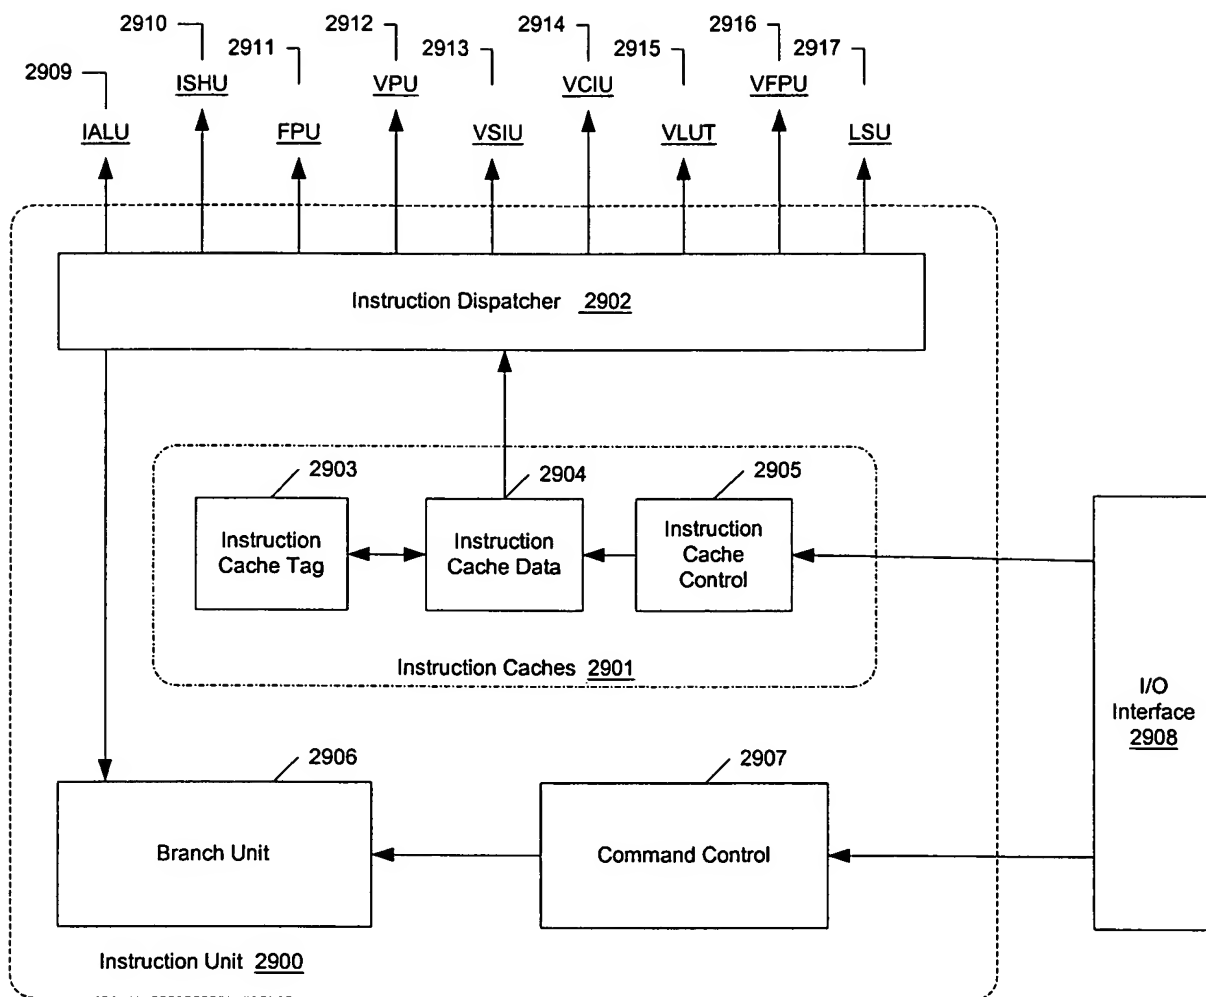 2910
2911
2912
2913
2914
2915
2916
2917
2909
ISHU
VPU
VCIU
VFPU
IALU
FPU
VSIU
VLUT
LSU
Instruction Dispatcher 2902
2903
2904
2905
Instruction
Cache Tag
Instruction
Cache Data
Instruction
Cache
Control
Instruction Caches 2901
I/O
Interface
2908
2906
2907
Branch Unit
Command Control
Instruction Unit 2900